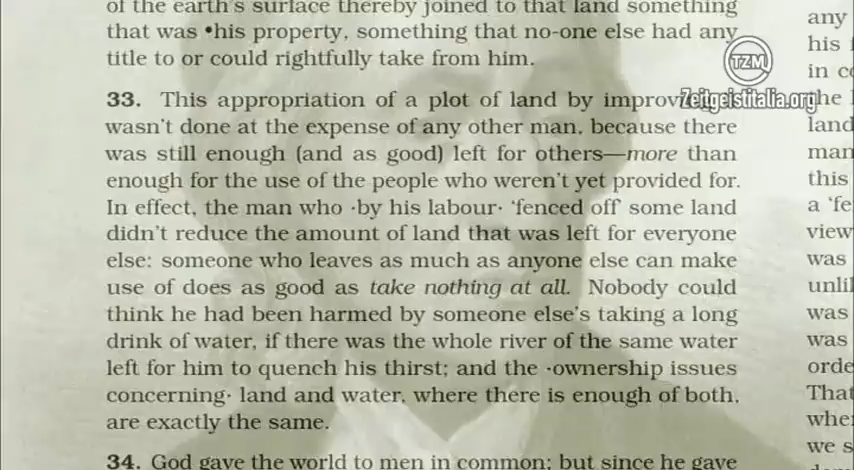 of the earth's surface thereby joined to that land something
that was •his property, something that no-one else had any
title to or could rightfully take from him.
33. This appropriation of a plot of land by improving
wasn't done at the expense of any other man, because there
was still enough (and as good) left for others—more than
enough for the use of the people who weren't yet provided for.
In effect, the man who ·by his labour· 'fenced off' some land
didn't reduce the amount of land that was left for everyone
else: someone who leaves as much as anyone else can make
use of does as good as take nothing at all. Nobody could
think he had been harmed by someone else's taking a long
drink of water, if there was the whole river of the same water
left for him to quench his thirst; and the ·ownership issues
concerning· land and water, where there is enough of both,
are exactly the same.
34. God gave the world to men in common; but since he gave
any
his
in
the
land
man
this
a 'fe
view
was
unlil
was
was
orde
That
when
we s
TZM
Zeitgeistitalia.org